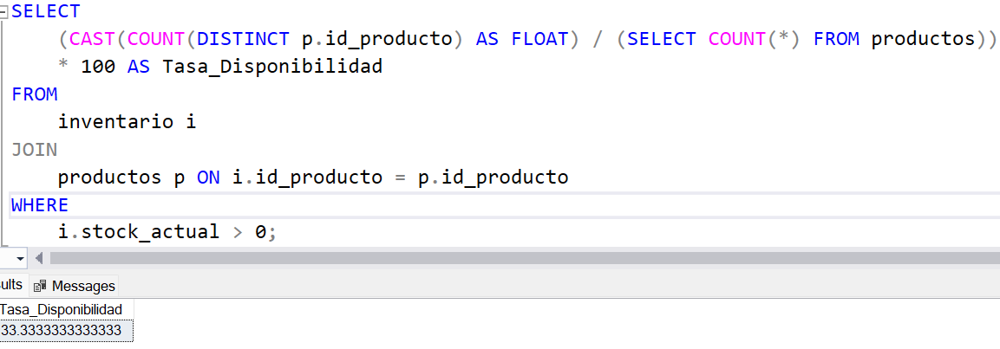 SELECT
(CAST(COUNT(DISTINCT p.id_producto) AS FLOAT) / (SELECT COUNT(*) FROM productos))
* 100 AS Tasa_Disponibilidad
FROM
inventario i
JOIN
productos p ON i.id_producto = p.id_producto
WHERE
i.stock_actual > 0;
ults Messages
Tasa_Disponibilidad
33.3333333333333